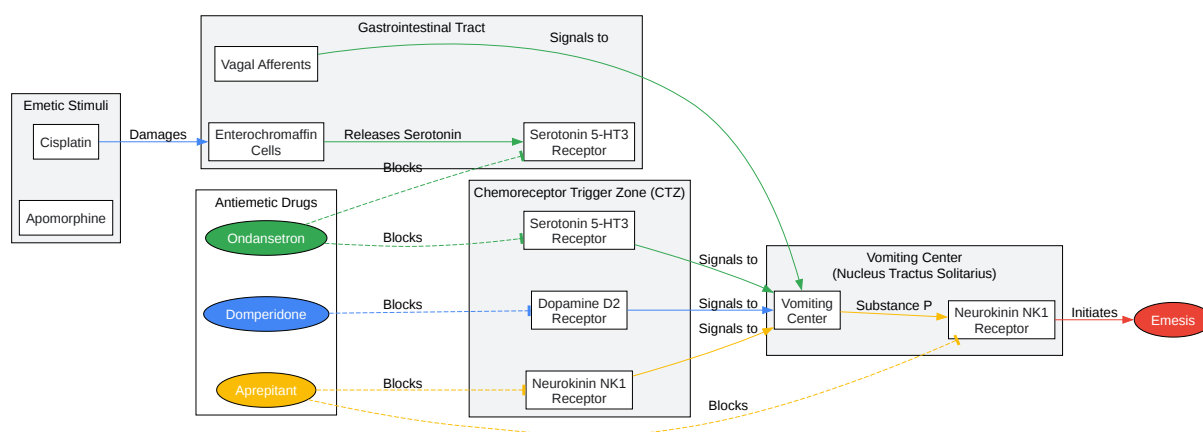 Gastrointestinal Tract
Signals to
Vagal Afferents
Emetic Stimuli
Cisplatin
Damages
Enterochromaffin
Cells
Releases Serotonin
Serotonin 5-HT3
Receptor
Blocks
Apomorphine
Antiemetic Drugs
Chemoreceptor Trigger Zone (CTZ)
Ondansetron
Blocks
Serotonin 5-HT3
Receptor
Signals to
Vomiting Center
(Nucleus Tractus Solitarius)
Domperidone
Blocks
Dopamine D2
Receptor
Signals to
Vomiting
Center
Substance P
Neurokinin NK1
Receptor
Initiates
Emesis
Signals to
Aprepitant
Blocks
Neurokinin NK1
Receptor
Blocks